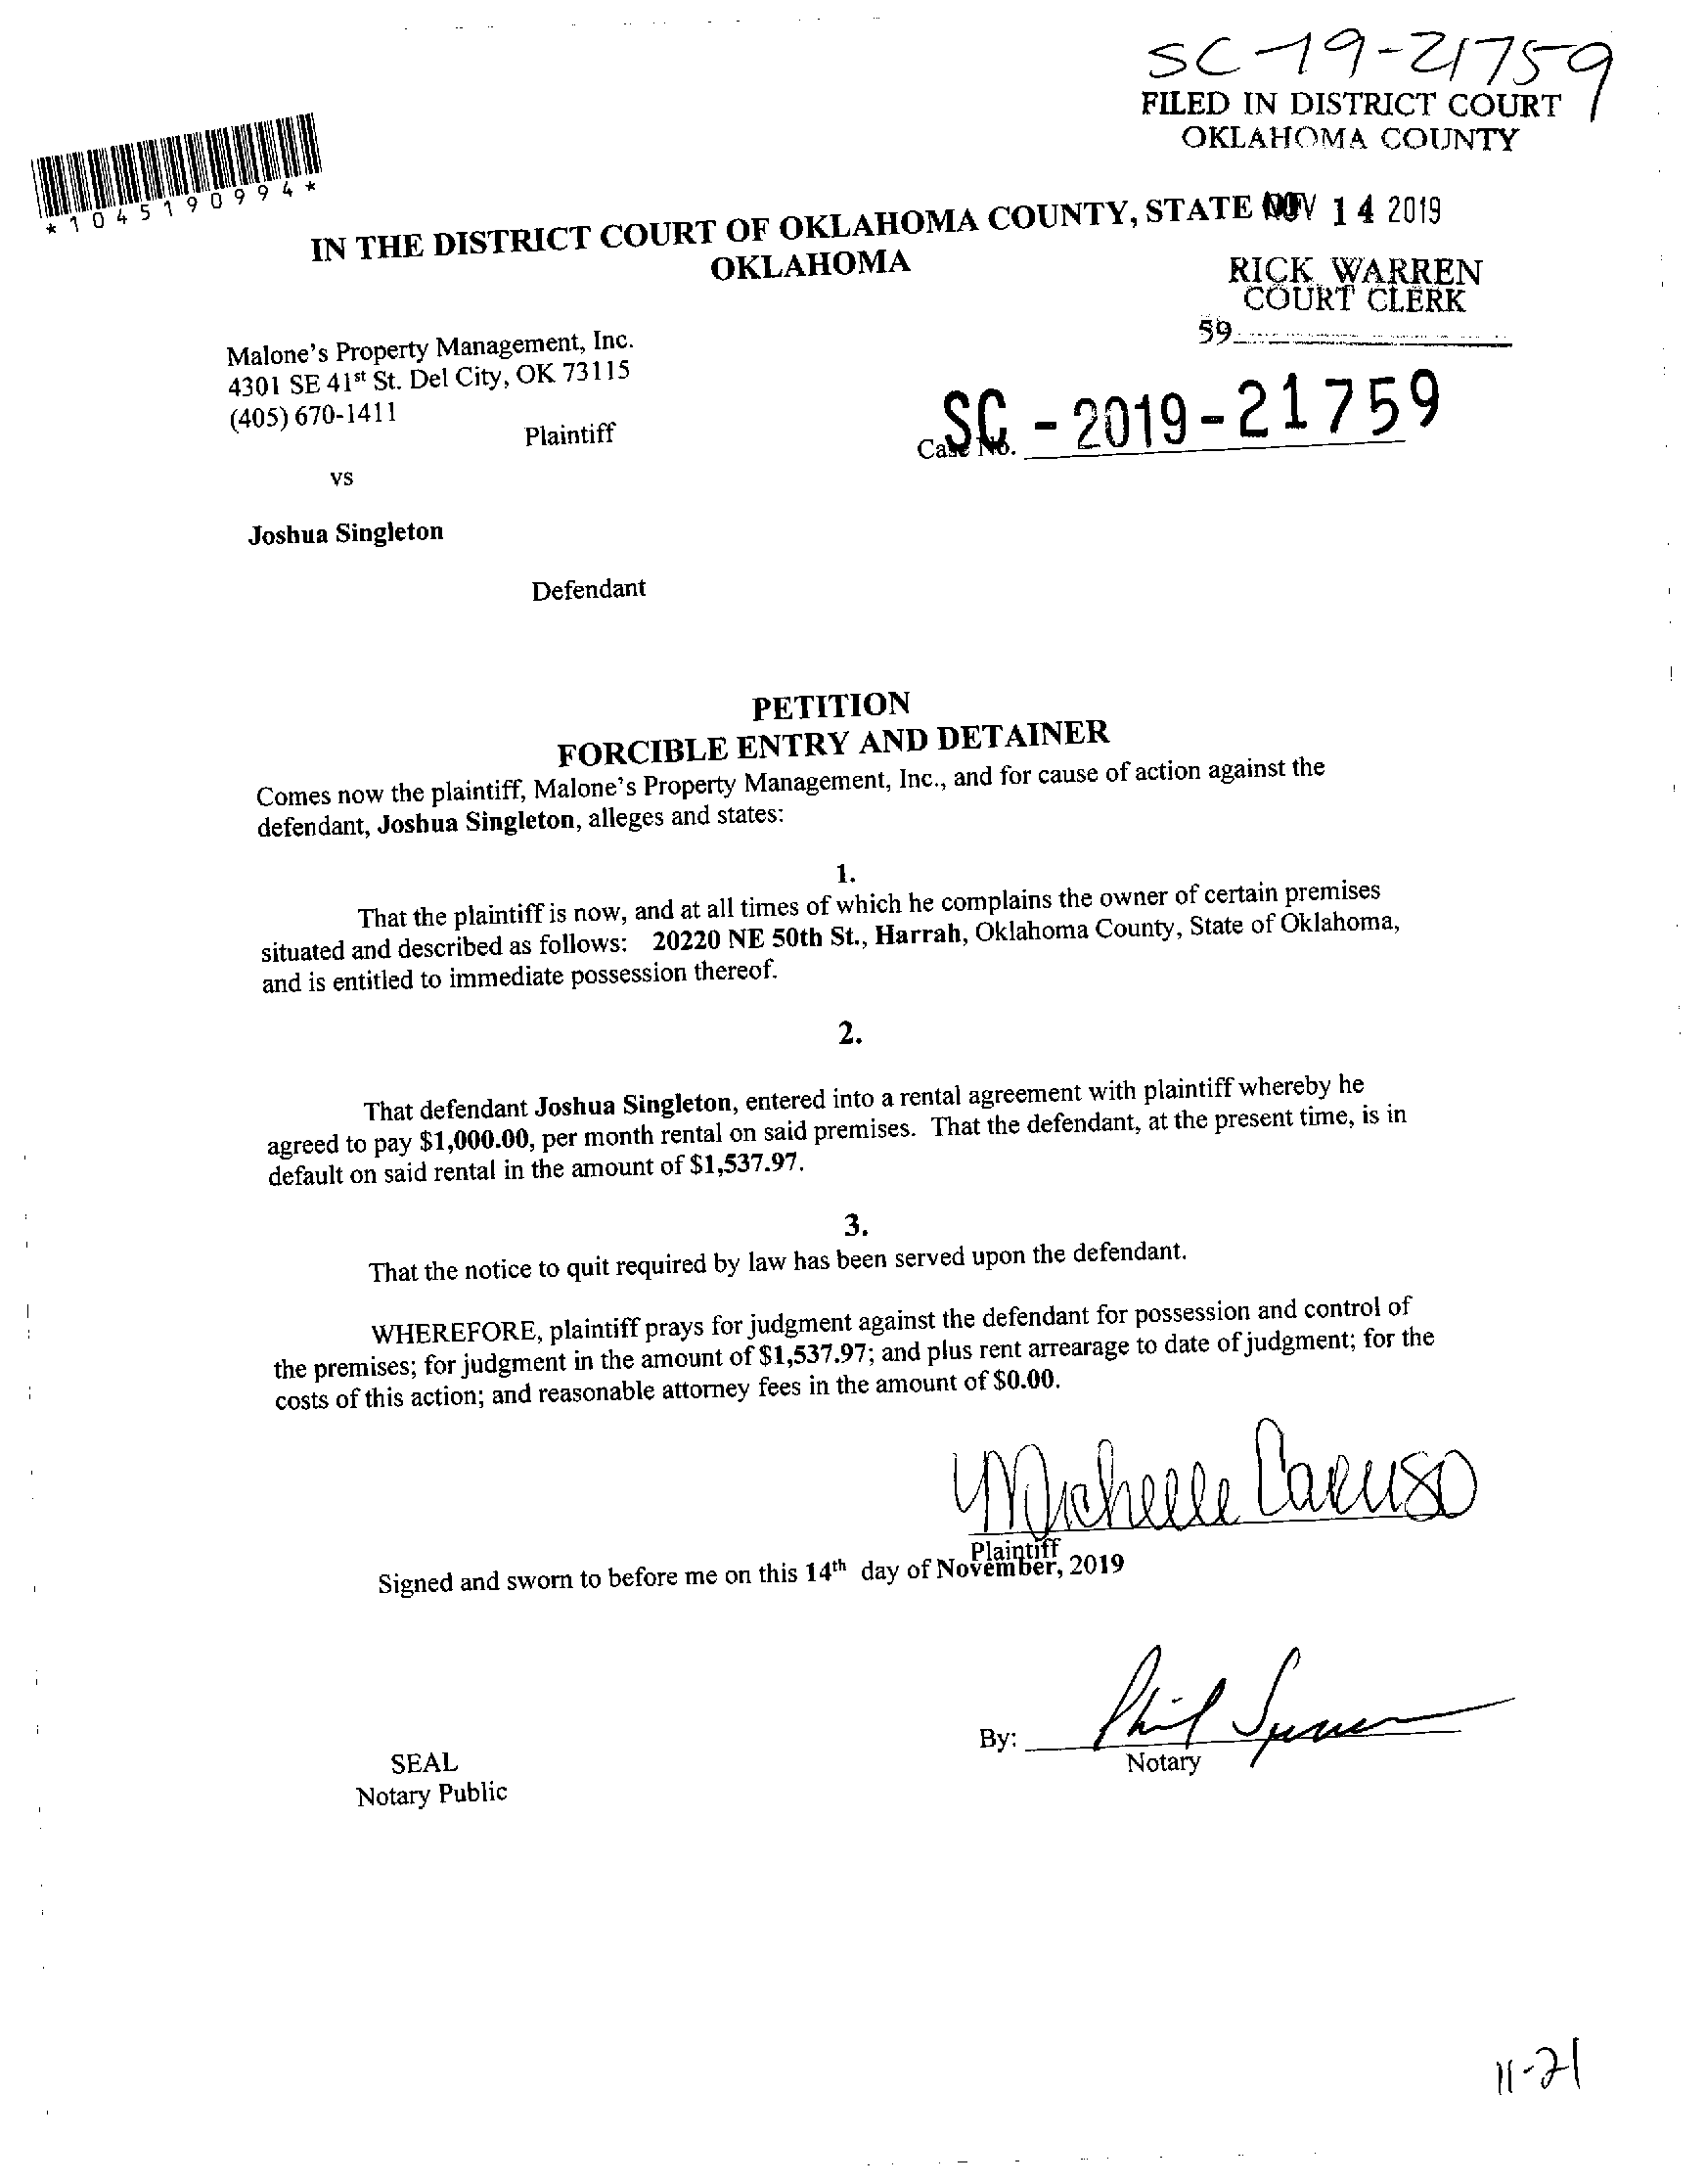 SC-19-21759
FILED IN DISTRICT COURT
OKLAHOMA COUNTY
*1045190994*
IN THE DISTRICT COURT OF OKLAHOMA COUNTY, STATE NOV 14 2019
OKLAHOMA
RICK WARREN
COURT CLERK
59
Malone's Property Management, Inc.
4301 SE 41st St. Del City, OK 73115
(405) 670-1411
Plaintiff
Case No. SC - 2019-21759
vs
Joshua Singleton
Defendant
PETITION
FORCIBLE ENTRY AND DETAINER
Comes now the plaintiff, Malone's Property Management, Inc., and for cause of action against the
defendant, Joshua Singleton, alleges and states:
1.
That the plaintiff is now, and at all times of which he complains the owner of certain premises
situated and described as follows: 20220 NE 50th St., Harrah, Oklahoma County, State of Oklahoma,
and is entitled to immediate possession thereof.
2.
That defendant Joshua Singleton, entered into a rental agreement with plaintiff whereby he
agreed to pay $1,000.00, per month rental on said premises. That the defendant, at the present time, is in
default on said rental in the amount of $1,537.97.
3.
That the notice to quit required by law has been served upon the defendant.
WHEREFORE, plaintiff prays for judgment against the defendant for possession and control of
the premises; for judgment in the amount of $1,537.97; and plus rent arrearage to date of judgment; for the
costs of this action; and reasonable attorney fees in the amount of $0.00.
Michelle Caruso
Plaintiff
Signed and sworn to before me on this 14th day of November, 2019
By: Phil
Notary
SEAL
Notary Public
11-21